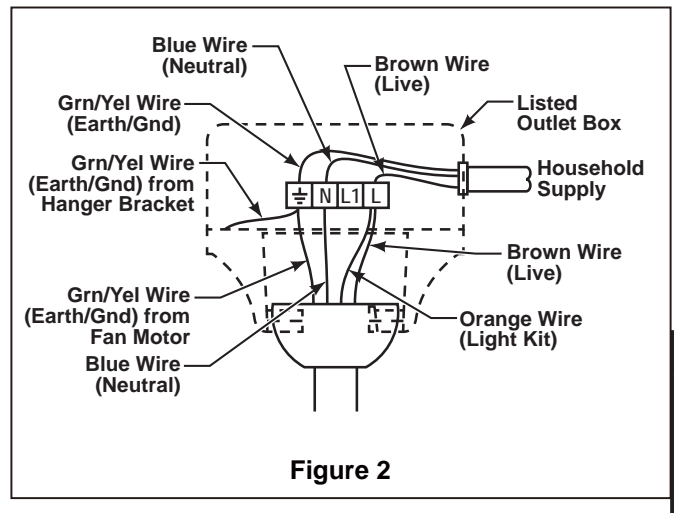 Blue Wire
(Neutral)
Brown Wire
(Live)
Grn/Yel Wire
(Earth/Gnd)
Listed
Outlet Box
Grn/Yel Wire
(Earth/Gnd) from
Hanger Bracket
Household
Supply
⏚ N L1 L
Brown Wire
(Live)
Grn/Yel Wire
(Earth/Gnd) from
Fan Motor
Orange Wire
(Light Kit)
Blue Wire
(Neutral)
Figure 2